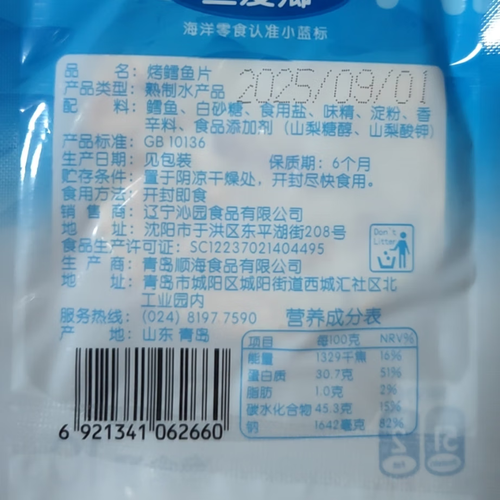 海洋零食认准小蓝标
品 名：烤鳕鱼片
2025/09/01
产品类型：熟制水产品
配 料：鳕鱼、白砂糖、食用盐、味精、淀粉、香
辛料、食品添加剂（山梨糖醇、山梨酸钾）
产品标准：GB 10136
生产日期：见包装 保质期：6个月
贮存条件：置于阴凉干燥处，开封尽快食用。
食用方法：开封即食
销 售 商：辽宁沁园食品有限公司
地 址：沈阳市于洪区东平湖街208号
食品生产许可证：SC12237021404495
Don't
Litter
生 产 商：青岛顺海食品有限公司
地 址：青岛市城阳区城阳街道西城汇社区北
工业园内
服务热线：(024) 8197 7590
产 地：山东 青岛
营养成分表
项目 每100克 NRV%
能量 1329千焦 16%
蛋白质 30.7克 51%
脂肪 1.0克 2%
碳水化合物 45.3克 15%
钠 1642毫克 82%
6 921341 062660